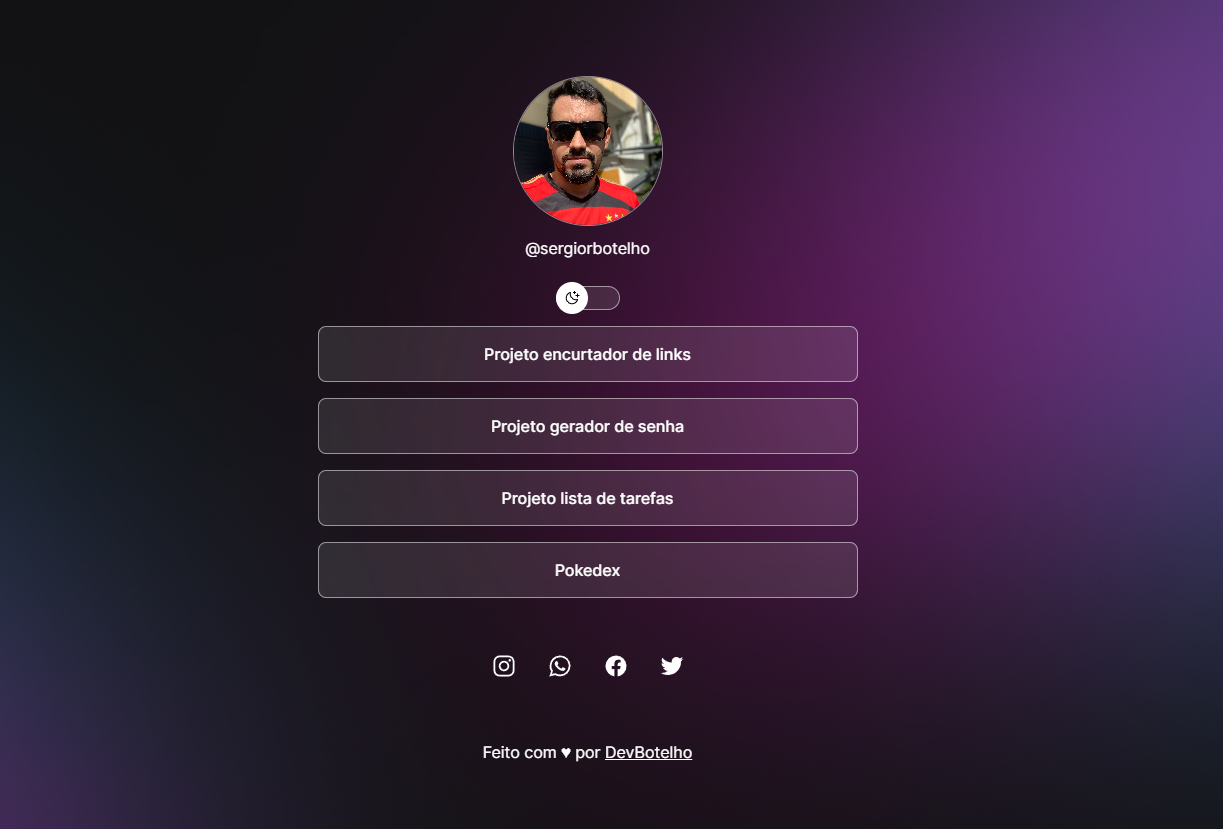 @sergiorbotelho
Projeto encurtador de links
Projeto gerador de senha
Projeto lista de tarefas
Pokedex
Feito com ♥ por DevBotelho